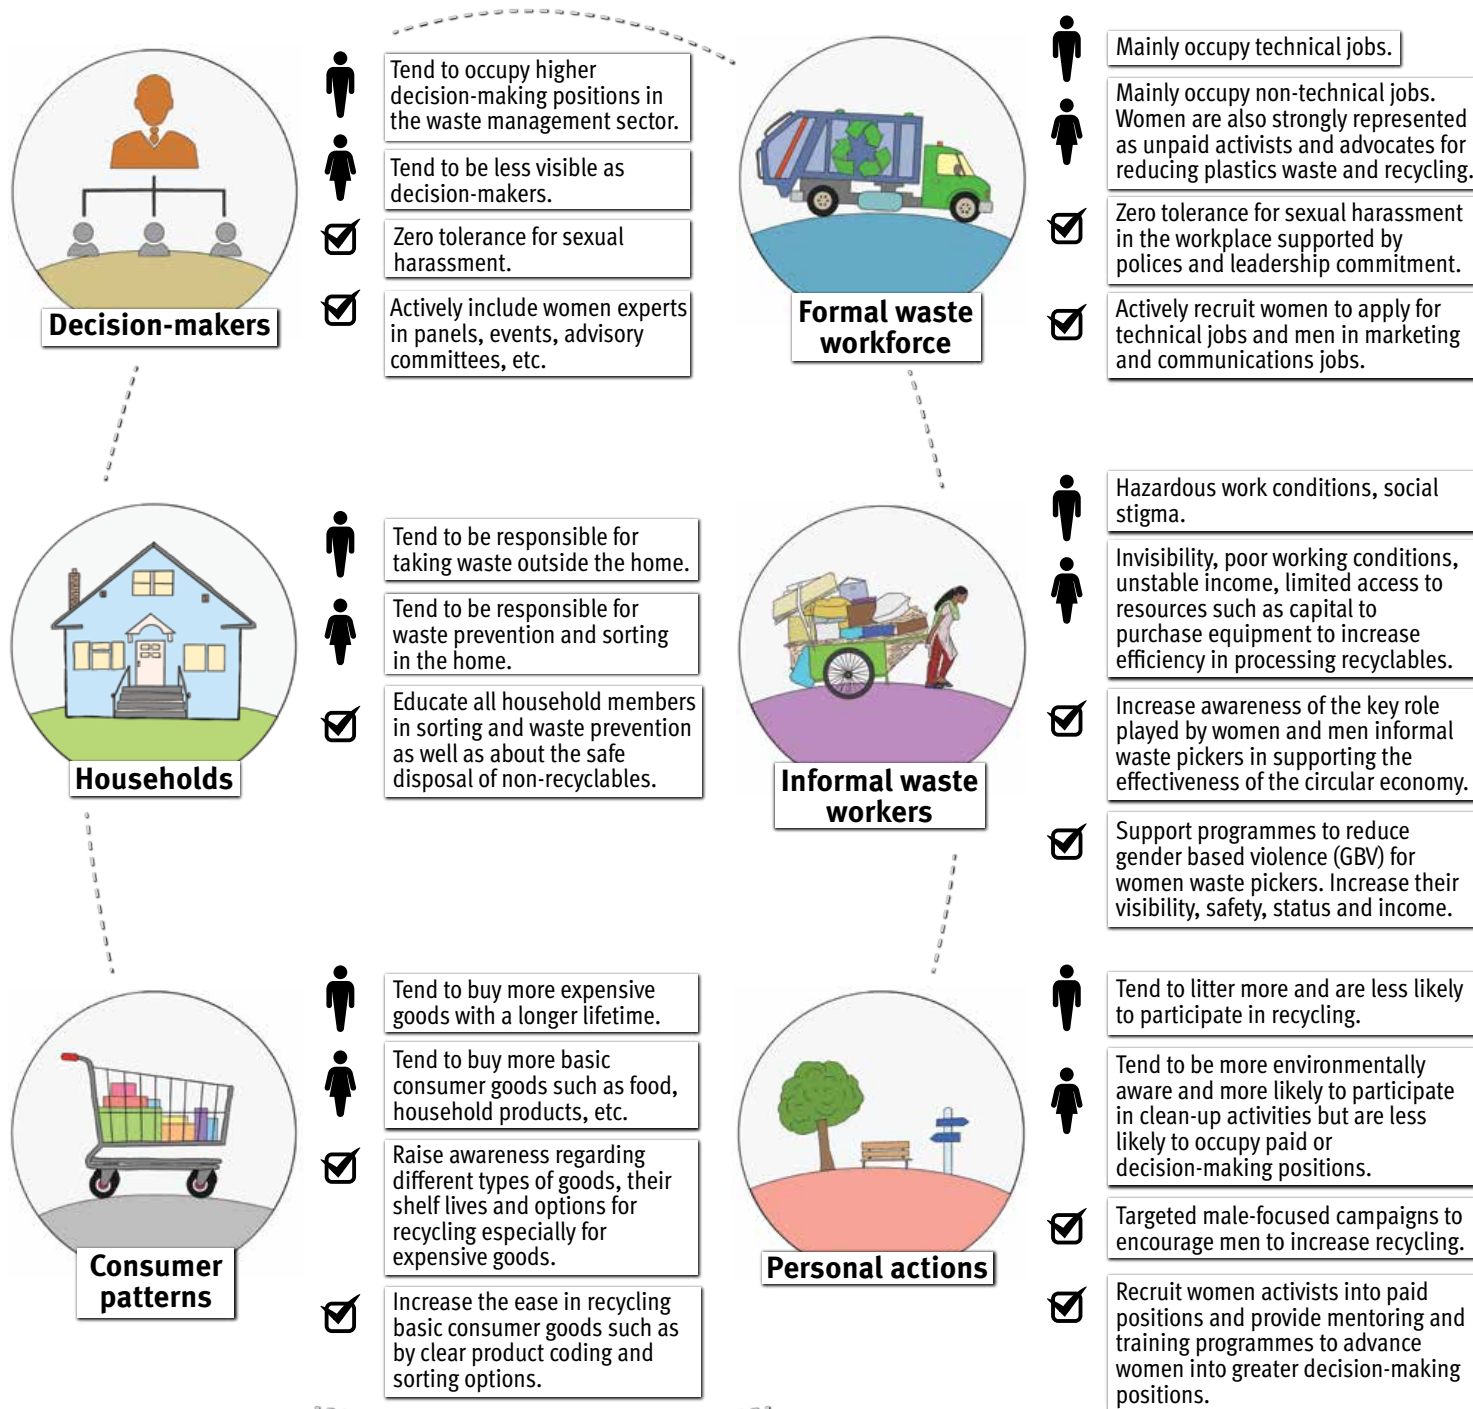 Tend to occupy higher
decision-making positions in
the waste management sector.
Tend to be less visible as
decision-makers.
Zero tolerance for sexual
harassment.
Actively include women experts
in panels, events, advisory
committees, etc.
Decision-makers
Mainly occupy technical jobs.
Mainly occupy non-technical jobs.
Women are also strongly represented
as unpaid activists and advocates for
reducing plastics waste and recycling.
Zero tolerance for sexual harassment
in the workplace supported by
polices and leadership commitment.
Actively recruit women to apply for
technical jobs and men in marketing
and communications jobs.
Formal waste
workforce
Tend to be responsible for
taking waste outside the home.
Tend to be responsible for
waste prevention and sorting
in the home.
Educate all household members
in sorting and waste prevention
as well as about the safe
disposal of non-recyclables.
Households
Hazardous work conditions, social
stigma.
Invisibility, poor working conditions,
unstable income, limited access to
resources such as capital to
purchase equipment to increase
efficiency in processing recyclables.
Increase awareness of the key role
played by women and men informal
waste pickers in supporting the
effectiveness of the circular economy.
Support programmes to reduce
gender based violence (GBV) for
women waste pickers. Increase their
visibility, safety, status and income.
Informal waste
workers
Tend to buy more expensive
goods with a longer lifetime.
Tend to buy more basic
consumer goods such as food,
household products, etc.
Raise awareness regarding
different types of goods, their
shelf lives and options for
recycling especially for
expensive goods.
Increase the ease in recycling
basic consumer goods such as
by clear product coding and
sorting options.
Consumer
patterns
Tend to litter more and are less likely
to participate in recycling.
Tend to be more environmentally
aware and more likely to participate
in clean-up activities but are less
likely to occupy paid or
decision-making positions.
Targeted male-focused campaigns to
encourage men to increase recycling.
Recruit women activists into paid
positions and provide mentoring and
training programmes to advance
women into greater decision-making
positions.
Personal actions